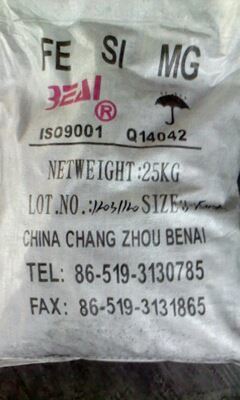 FE SI MG
BEAI ®
ISO9001 Q14042
NETWEIGHT:25KG
LOT.NO.: SIZE:
CHINA CHANG ZHOU BENAI
TEL: 86-519-3130785
FAX: 86-519-3131865